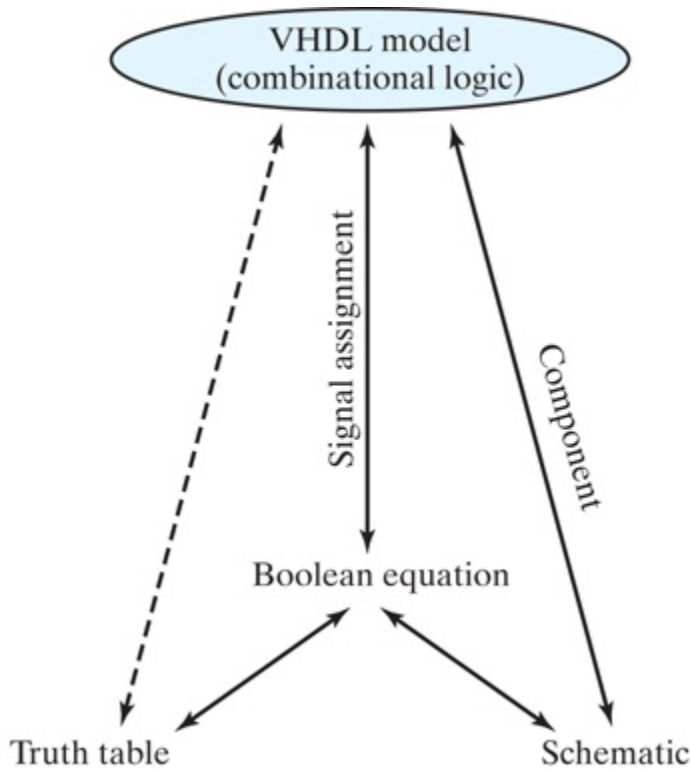 VHDL model
(combinational logic)
Signal assignment
Component
Boolean equation
Truth table
Schematic